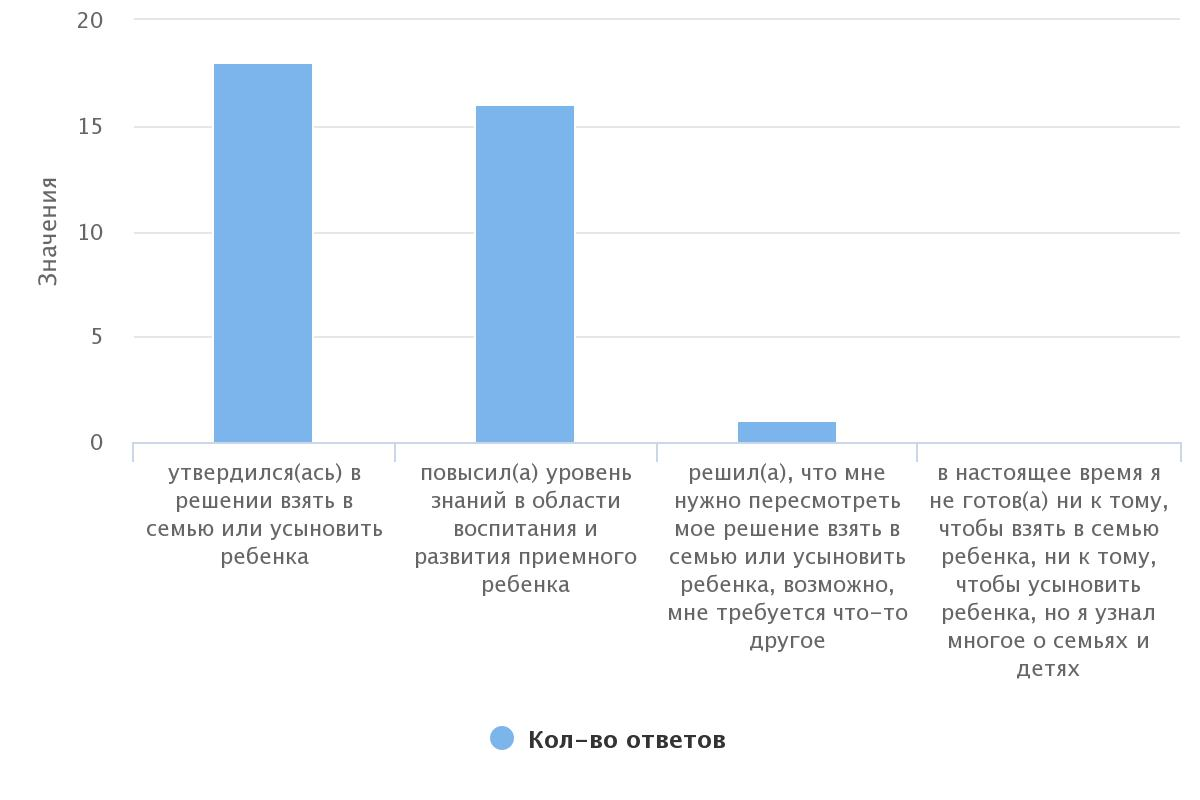 20
15
10
5
0
Значения
утвердился(ась) в
решении взять в
семью или усыновить
ребенка
повысил(а) уровень
знаний в области
воспитания и
развития приемного
ребенка
решил(а), что мне
нужно пересмотреть
мое решение взять в
семью или усыновить
ребенка, возможно,
мне требуется что-то
другое
в настоящее время я
не готов(а) ни к тому,
чтобы взять в семью
ребенка, ни к тому,
чтобы усыновить
ребенка, но я узнал
многое о семьях и
детях
Кол-во ответов